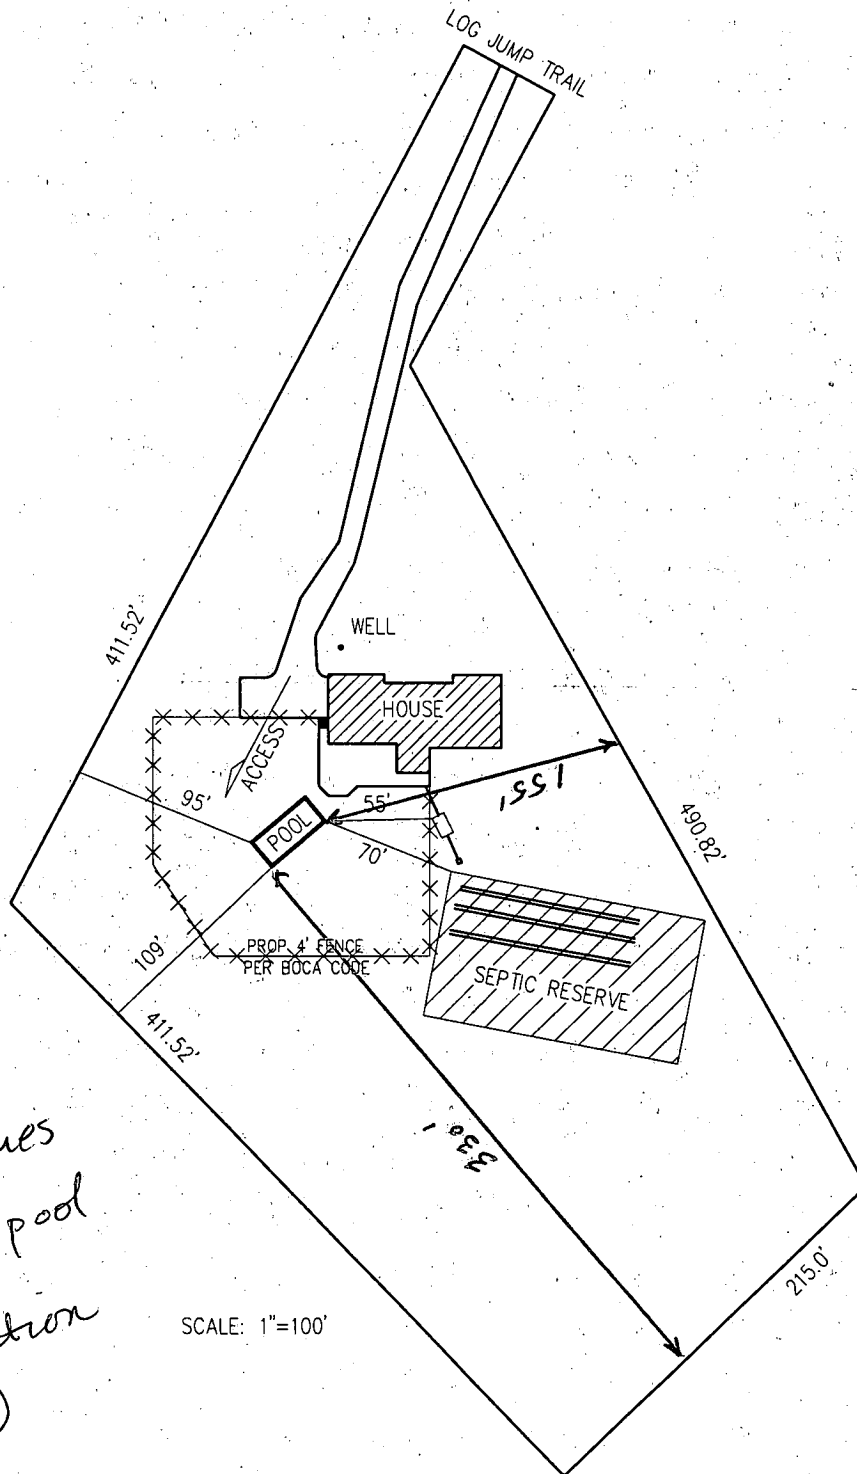 LOG JUMP TRAIL
411.52'
WELL
HOUSE
ACCESS
155'
95'
55'
POOL
70'
490.82'
109'
PROP. 4' FENCE
PER BOCA CODE
SEPTIC RESERVE
411.52'
330'
pool
215.0'
SCALE: 1"=100'